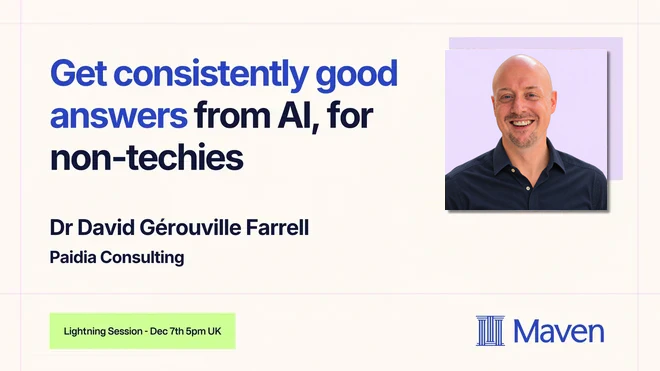 Get consistently good
answers from AI, for
non-techies
Dr David Gérouville Farrell
Paidia Consulting
Lightning Session - Dec 7th 5pm UK
Maven